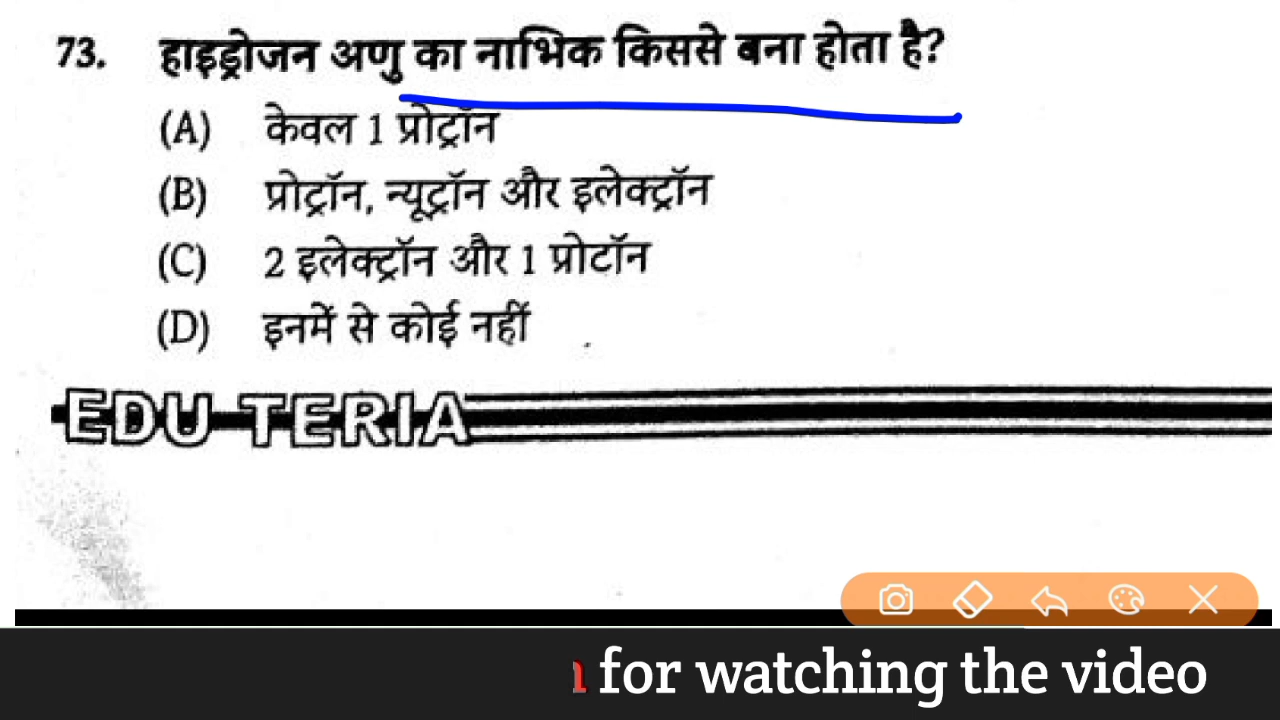 73. हाइड्रोजन अणु का नाभिक किससे बना होता है?
(A) केवल 1 प्रोट्रॉन
(B) प्रोट्रॉन, न्यूट्रॉन और इलेक्ट्रॉन
(C) 2 इलेक्ट्रॉन और 1 प्रोटॉन
(D) इनमें से कोई नहीं
EDU TERIA
for watching the video